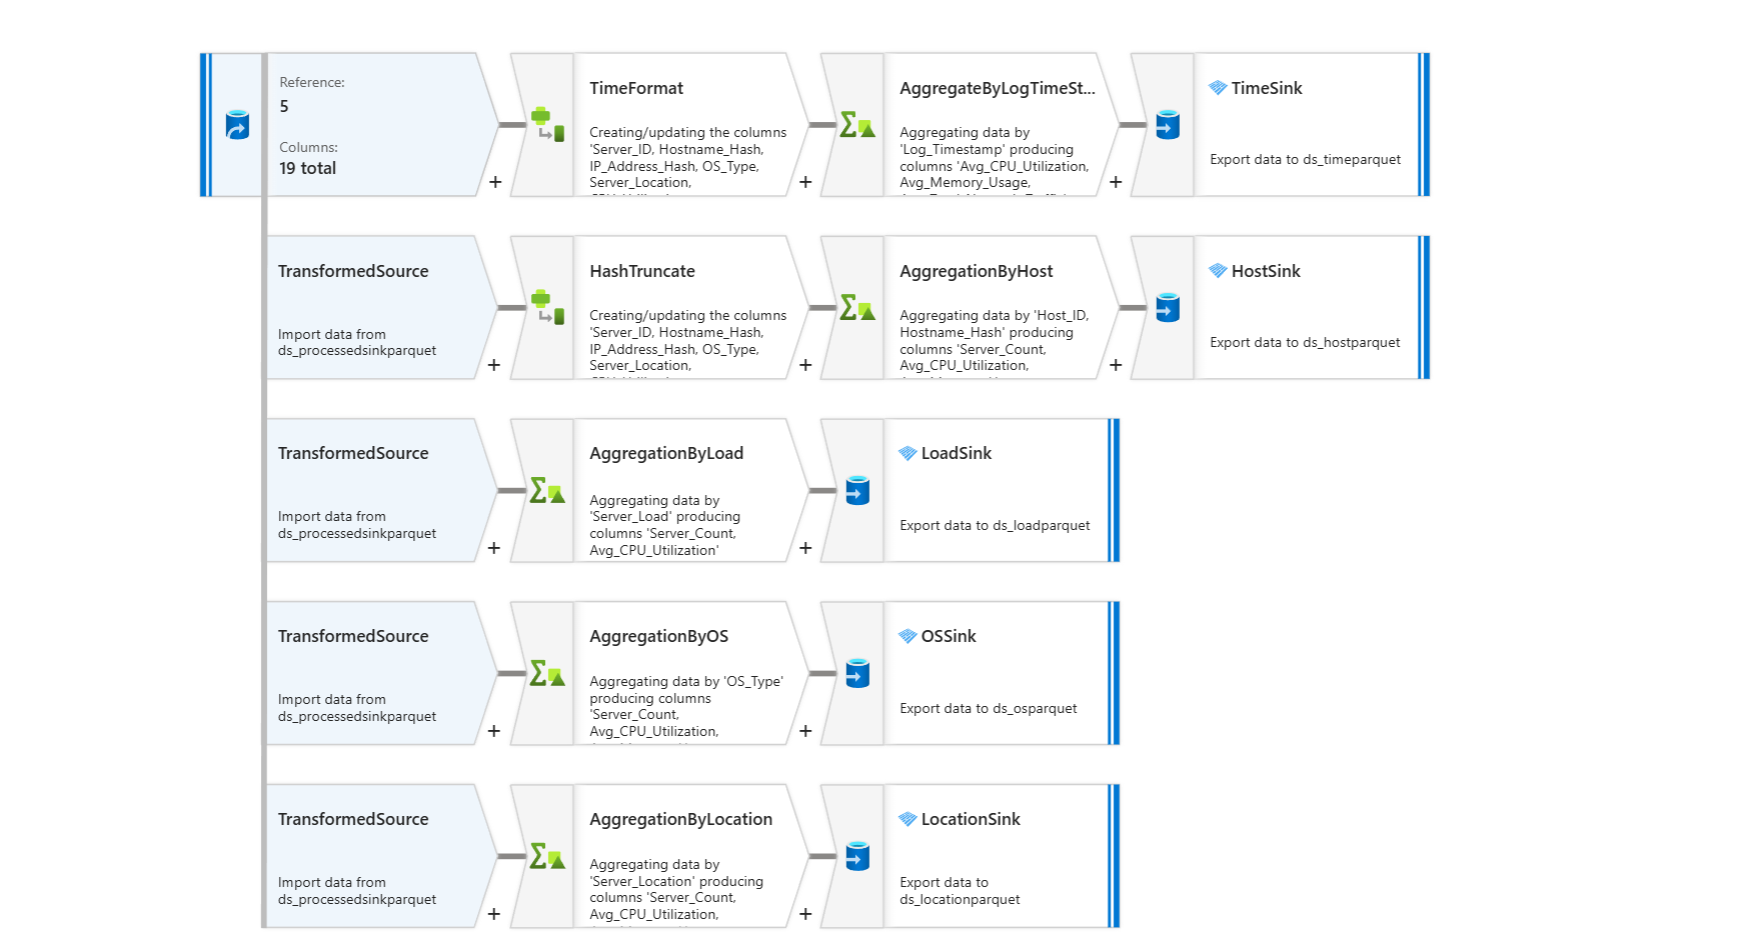 Reference:
5
Columns:
19 total
+
TimeFormat
Creating/updating the columns
'Server_ID, Hostname_Hash,
IP_Address_Hash, OS_Type,
Server_Location,
+
AggregateByLogTimeSt...
Aggregating data by
'Log_Timestamp' producing
columns 'Avg_CPU_Utilization,
Avg_Memory_Usage,
+
TimeSink
Export data to ds_timeparquet
TransformedSource
Import data from
ds_processedsinkparquet
+
HashTruncate
Creating/updating the columns
'Server_ID, Hostname_Hash,
IP_Address_Hash, OS_Type,
Server_Location,
+
AggregationByHost
Aggregating data by 'Host_ID,
Hostname_Hash' producing
columns 'Server_Count,
Avg_CPU_Utilization,
+
HostSink
Export data to ds_hostparquet
TransformedSource
Import data from
ds_processedsinkparquet
+
AggregationByLoad
Aggregating data by
'Server_Load' producing
columns 'Server_Count,
Avg_CPU_Utilization'
+
LoadSink
Export data to ds_loadparquet
TransformedSource
Import data from
ds_processedsinkparquet
+
AggregationByOS
Aggregating data by 'OS_Type'
producing columns
'Server_Count,
Avg_CPU_Utilization,
+
OSSink
Export data to ds_osparquet
TransformedSource
Import data from
ds_processedsinkparquet
+
AggregationByLocation
Aggregating data by
'Server_Location' producing
columns 'Server_Count,
Avg_CPU_Utilization,
+
LocationSink
Export data to
ds_locationparquet